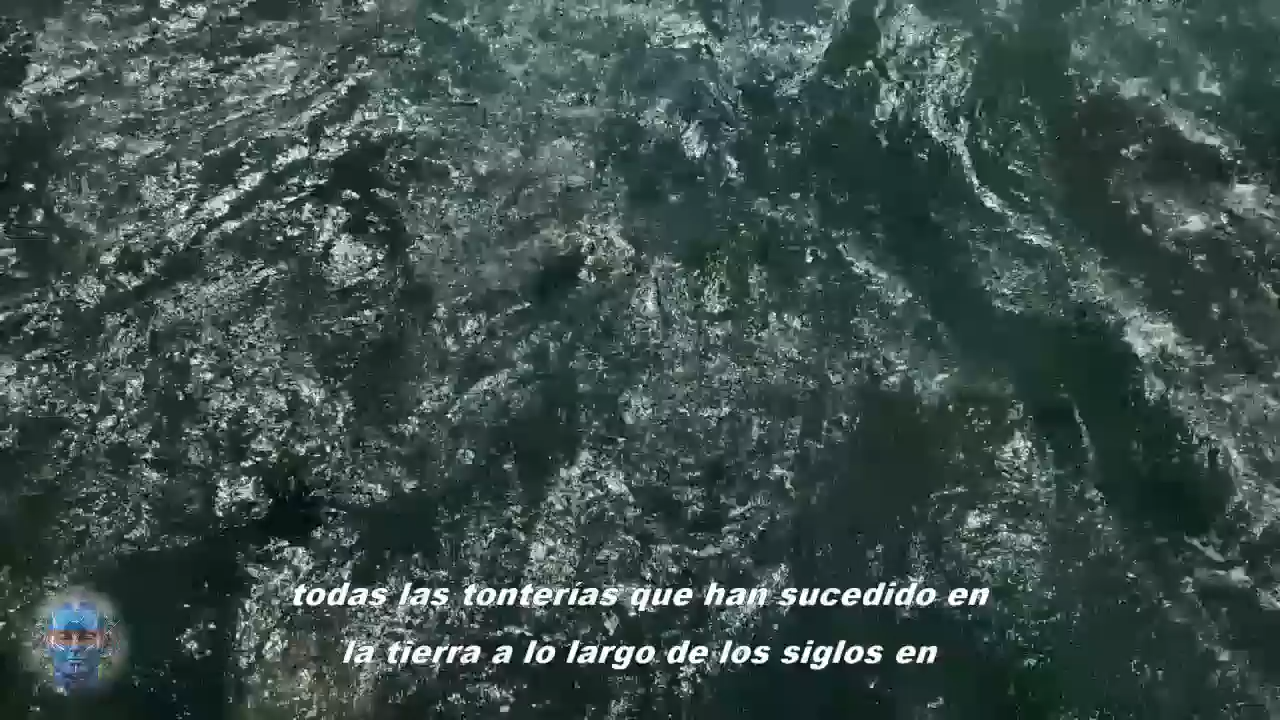 todas las tonterías que han sucedido en
la tierra a lo largo de los siglos en